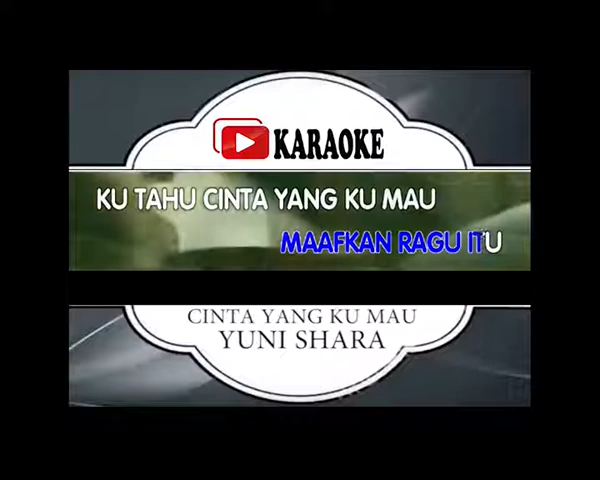 KARAOKE
KU TAHU CINTA YANG KU MAU
MAAFKAN RAGU ITU
CINTA YANG KU MAU
YUNI SHARA